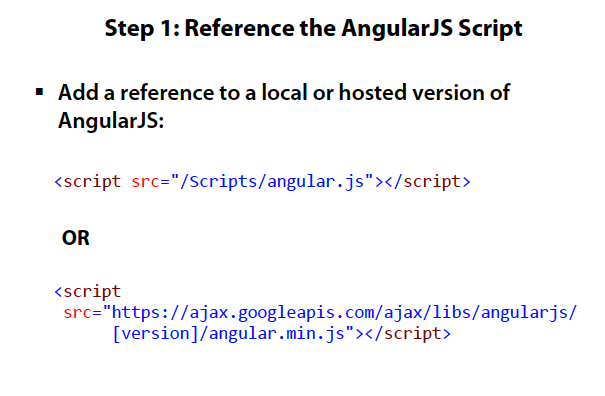 Step 1: Reference the AngularJS Script
▪ Add a reference to a local or hosted version of
AngularJS:
<script src="/Scripts/angular.js"></script>
OR
<script
src="https://ajax.googleapis.com/ajax/libs/angularjs/
[version]/angular.min.js"></script>